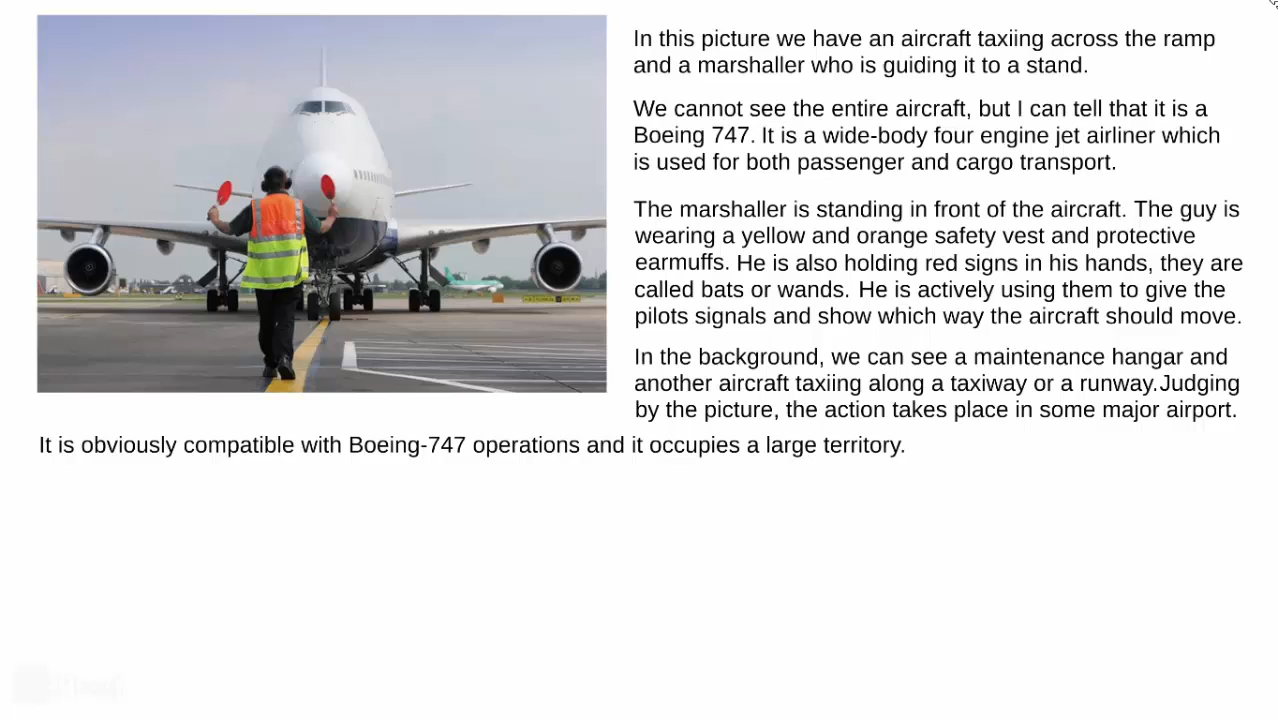 In this picture we have an aircraft taxiing across the ramp
and a marshaller who is guiding it to a stand.
We cannot see the entire aircraft, but I can tell that it is a
Boeing 747. It is a wide-body four engine jet airliner which
is used for both passenger and cargo transport.
The marshaller is standing in front of the aircraft. The guy is
wearing a yellow and orange safety vest and protective
earmuffs. He is also holding red signs in his hands, they are
called bats or wands. He is actively using them to give the
pilots signals and show which way the aircraft should move.
In the background, we can see a maintenance hangar and
another aircraft taxiing along a taxiway or a runway.Judging
by the picture, the action takes place in some major airport.
It is obviously compatible with Boeing-747 operations and it occupies a large territory.